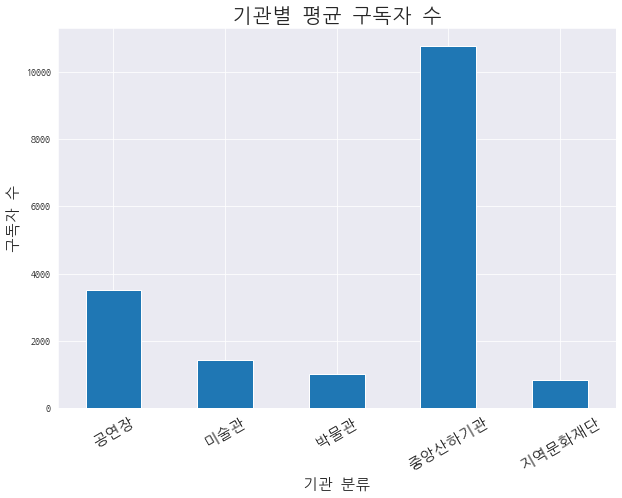 기관별 평균 구독자 수
구독자 수
10000
8000
6000
4000
2000
0
공연장
미술관
박물관
중앙산하기관
지역문화재단
기관 분류